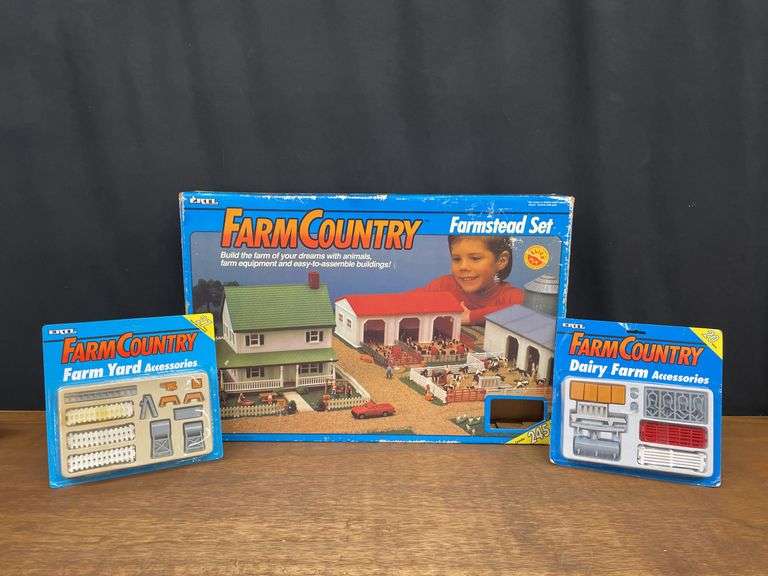 ERTL
FARM COUNTRY
Farmstead Set
Build the farm of your dreams with animals,
farm equipment and easy-to-assemble buildings!
245
ERTL
FARM COUNTRY
Farm Yard Accessories
ERTL
FARM COUNTRY
Dairy Farm Accessories